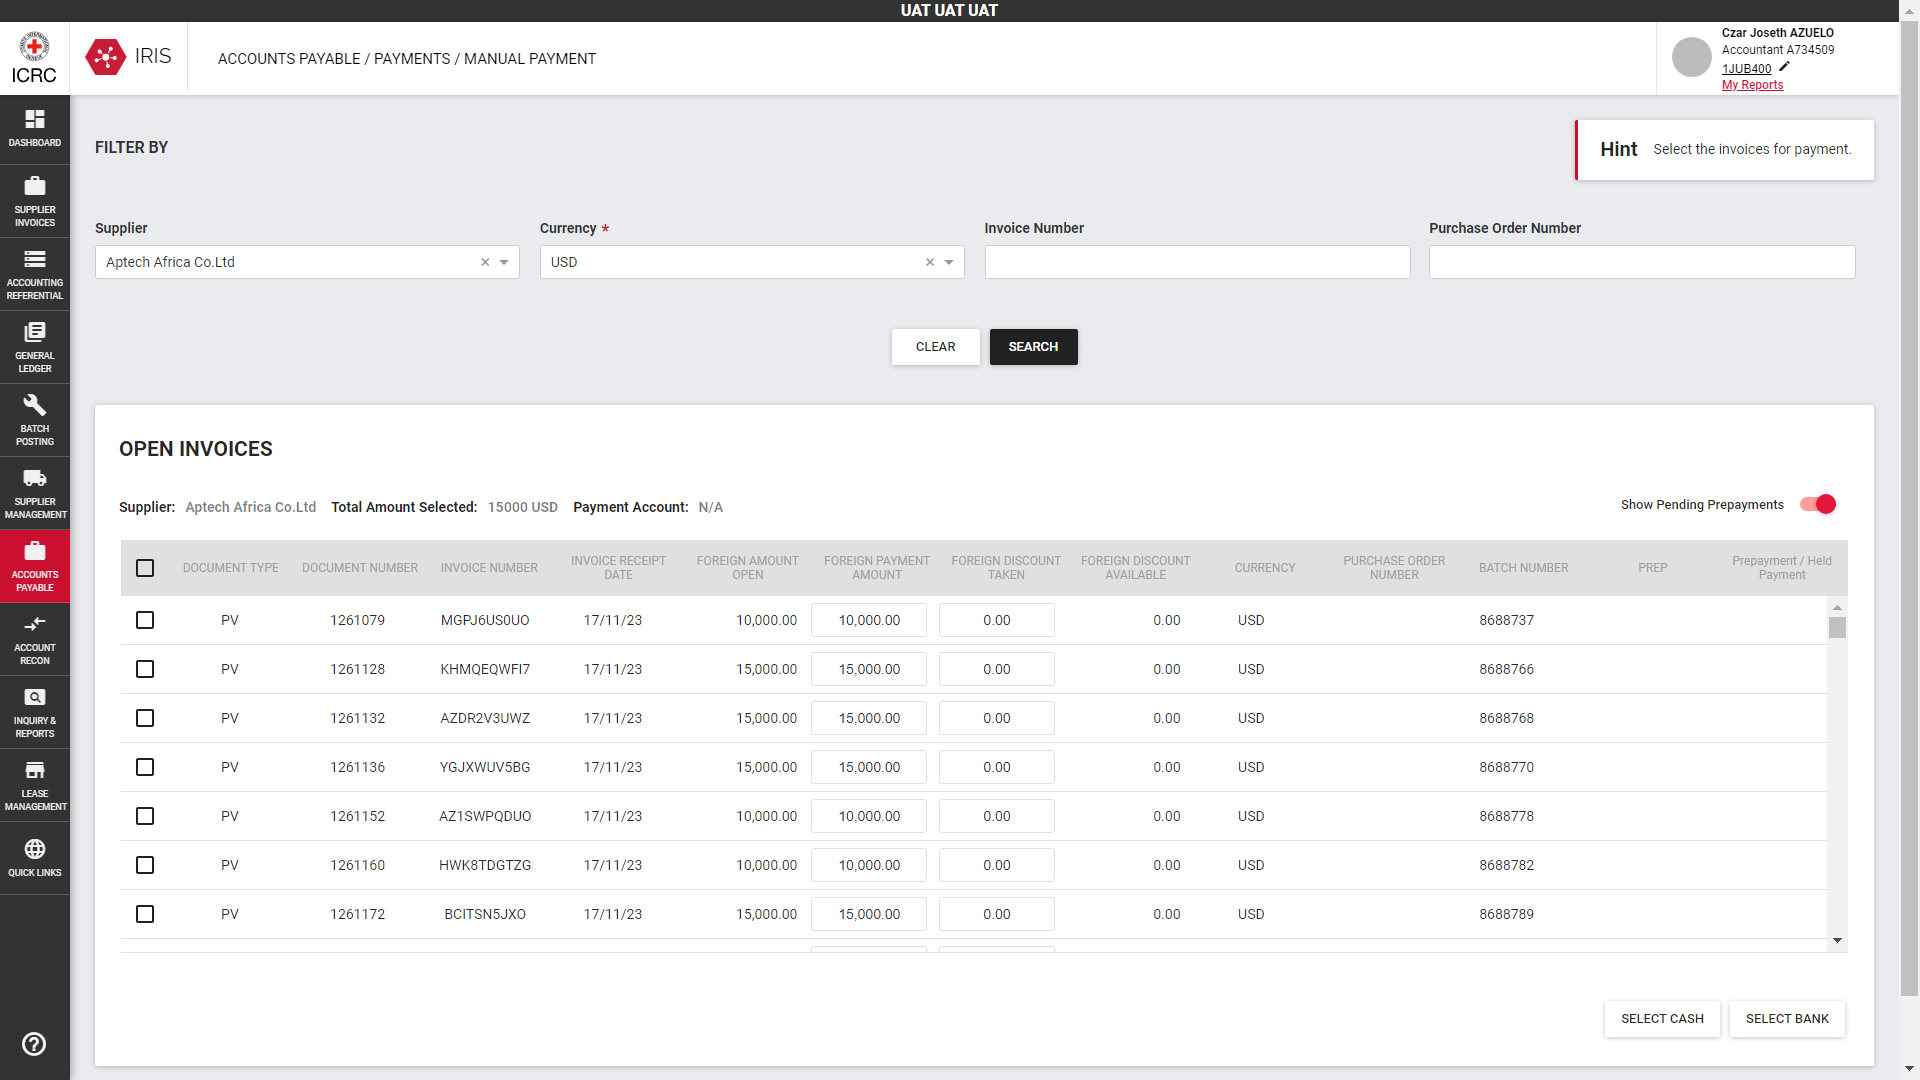 UAT UAT UAT
ICRC
IRIS
ACCOUNTS PAYABLE / PAYMENTS / MANUAL PAYMENT
Czar Joseth AZUELO
Accountant A734509
1JUB400
My Reports
DASHBOARD
SUPPLIER
INVOICES
ACCOUNTING
REFERENTIAL
GENERAL
LEDGER
BATCH
POSTING
SUPPLIER
MANAGEMENT
ACCOUNTS
PAYABLE
ACCOUNT
RECON
INQUIRY &
REPORTS
LEASE
MANAGEMENT
QUICK LINKS
FILTER BY
Hint Select the invoices for payment.
Supplier Currency * Invoice Number Purchase Order Number
Aptech Africa Co.Ltd × USD ×
CLEAR SEARCH
OPEN INVOICES
Supplier: Aptech Africa Co.Ltd Total Amount Selected: 15000 USD Payment Account: N/A Show Pending Prepayments
DOCUMENT TYPE DOCUMENT NUMBER INVOICE NUMBER INVOICE RECEIPT DATE FOREIGN AMOUNT OPEN FOREIGN PAYMENT AMOUNT FOREIGN DISCOUNT TAKEN FOREIGN DISCOUNT AVAILABLE CURRENCY PURCHASE ORDER NUMBER BATCH NUMBER PREP Prepayment / Held Payment
PV 1261079 MGPJ6US0UO 17/11/23 10,000.00 10,000.00 0.00 0.00 USD 8688737
PV 1261128 KHMQEQWFI7 17/11/23 15,000.00 15,000.00 0.00 0.00 USD 8688766
PV 1261132 AZDR2V3UWZ 17/11/23 15,000.00 15,000.00 0.00 0.00 USD 8688768
PV 1261136 YGJXWUV5BG 17/11/23 15,000.00 15,000.00 0.00 0.00 USD 8688770
PV 1261152 AZ1SWPQDUO 17/11/23 10,000.00 10,000.00 0.00 0.00 USD 8688778
PV 1261160 HWK8TDGTZG 17/11/23 10,000.00 10,000.00 0.00 0.00 USD 8688782
PV 1261172 BCITSN5JXO 17/11/23 15,000.00 15,000.00 0.00 0.00 USD 8688789
SELECT CASH SELECT BANK